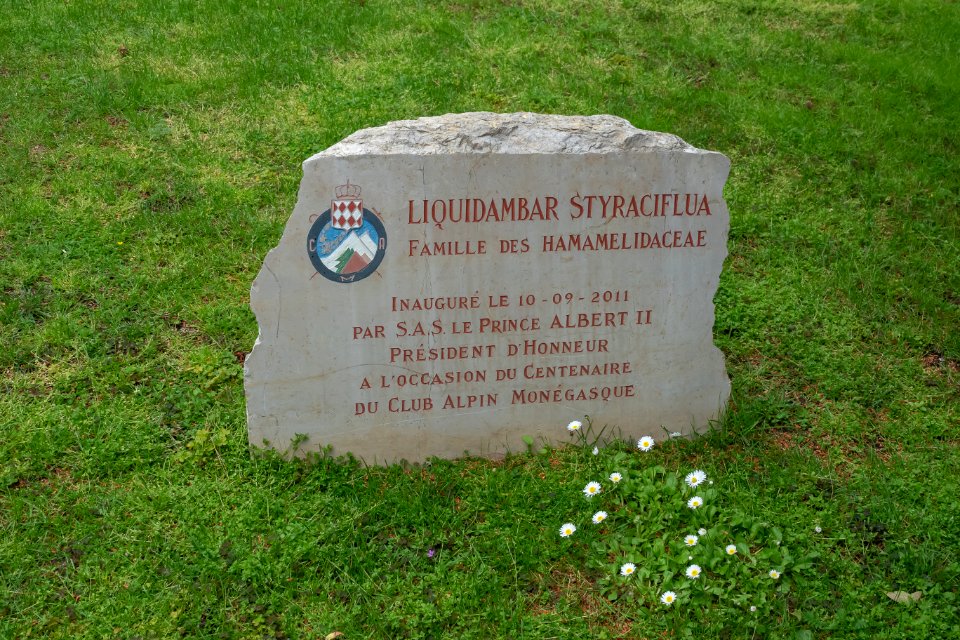 LIQUIDAMBAR STYRACIFLUA
FAMILLE DES HAMAMELIDACEAE
C A M
INAUGURÉ LE 10-09-2011
PAR S.A.S. LE PRINCE ALBERT II
PRÉSIDENT D'HONNEUR
A L'OCCASION DU CENTENAIRE
DU CLUB ALPIN MONÉGASQUE